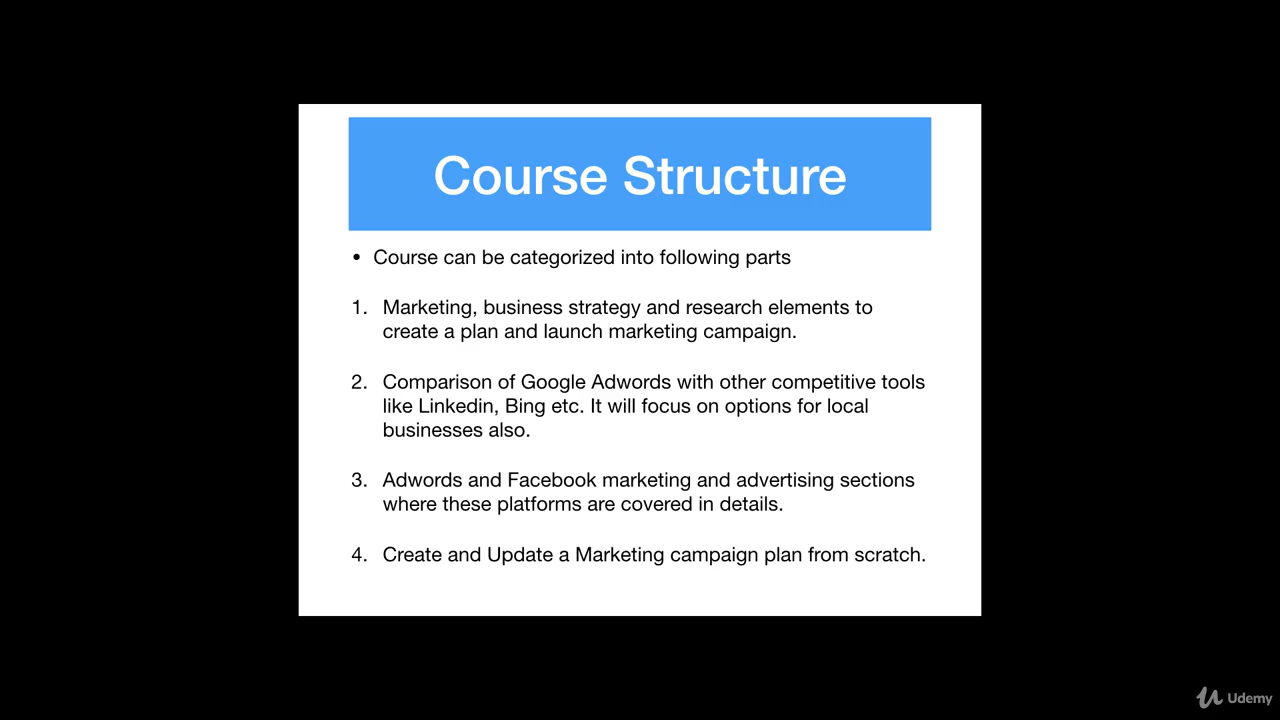 Course Structure
• Course can be categorized into following parts
1. Marketing, business strategy and research elements to
create a plan and launch marketing campaign.
2. Comparison of Google Adwords with other competitive tools
like Linkedin, Bing etc. It will focus on options for local
businesses also.
3. Adwords and Facebook marketing and advertising sections
where these platforms are covered in details.
4. Create and Update a Marketing campaign plan from scratch.
Udemy